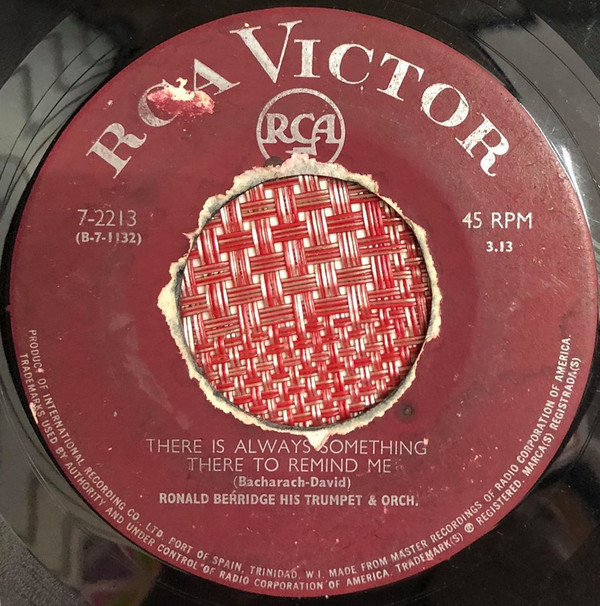 RCA VICTOR
RCA
7-2213
(B-7-1132)
45 RPM
3.13
THERE IS ALWAYS SOMETHING
THERE TO REMIND ME
(Bacharach-David)
RONALD BERRIDGE HIS TRUMPET & ORCH.
PRODUCT OF INTERNATIONAL RECORDING CO. LTD. PORT OF SPAIN, TRINIDAD, W.I. MADE FROM MASTER RECORDINGS OF RADIO CORPORATION OF AMERICA.
TRADEMARKS USED BY AUTHORITY AND UNDER CONTROL OF RADIO CORPORATION OF AMERICA. TRADEMARK(S) ® REGISTERED. MARCA(S) REGISTRADA(S)